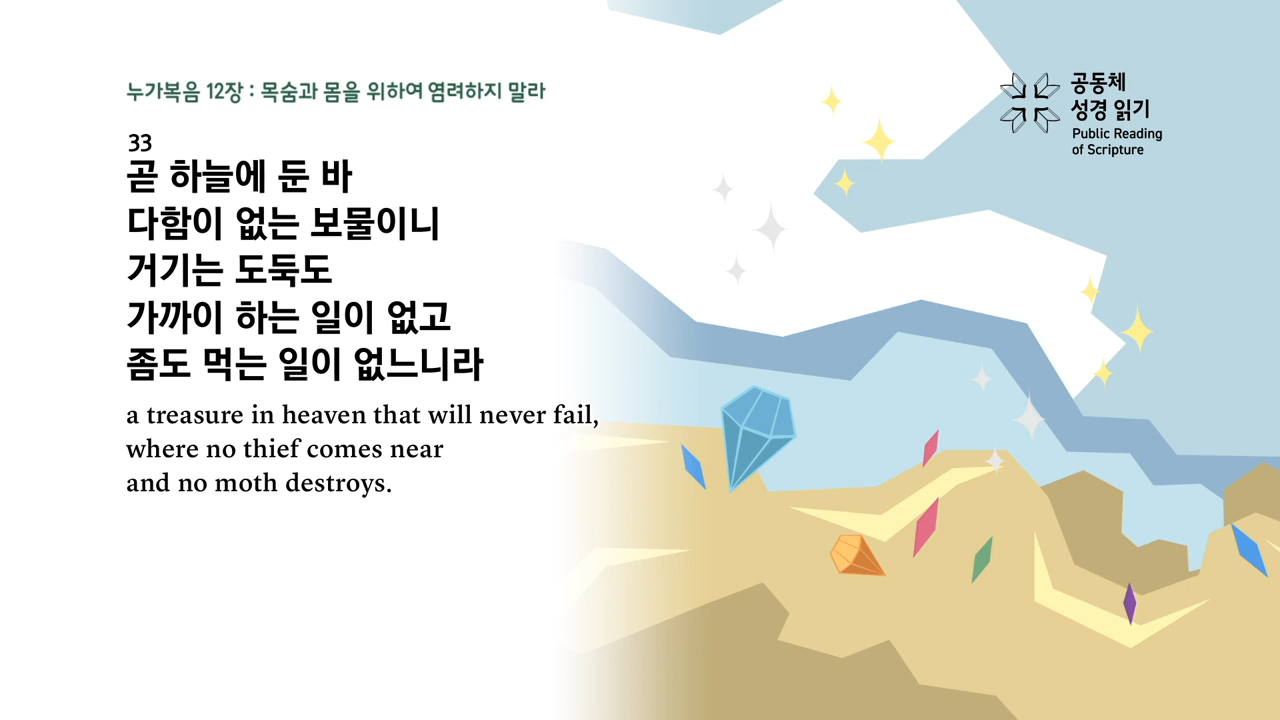 누가복음 12장 : 목숨과 몸을 위하여 염려하지 말라
공동체
성경 읽기
Public Reading
of Scripture
33
곧 하늘에 둔 바
다함이 없는 보물이니
거기는 도둑도
가까이 하는 일이 없고
좀도 먹는 일이 없느니라
a treasure in heaven that will never fail,
where no thief comes near
and no moth destroys.